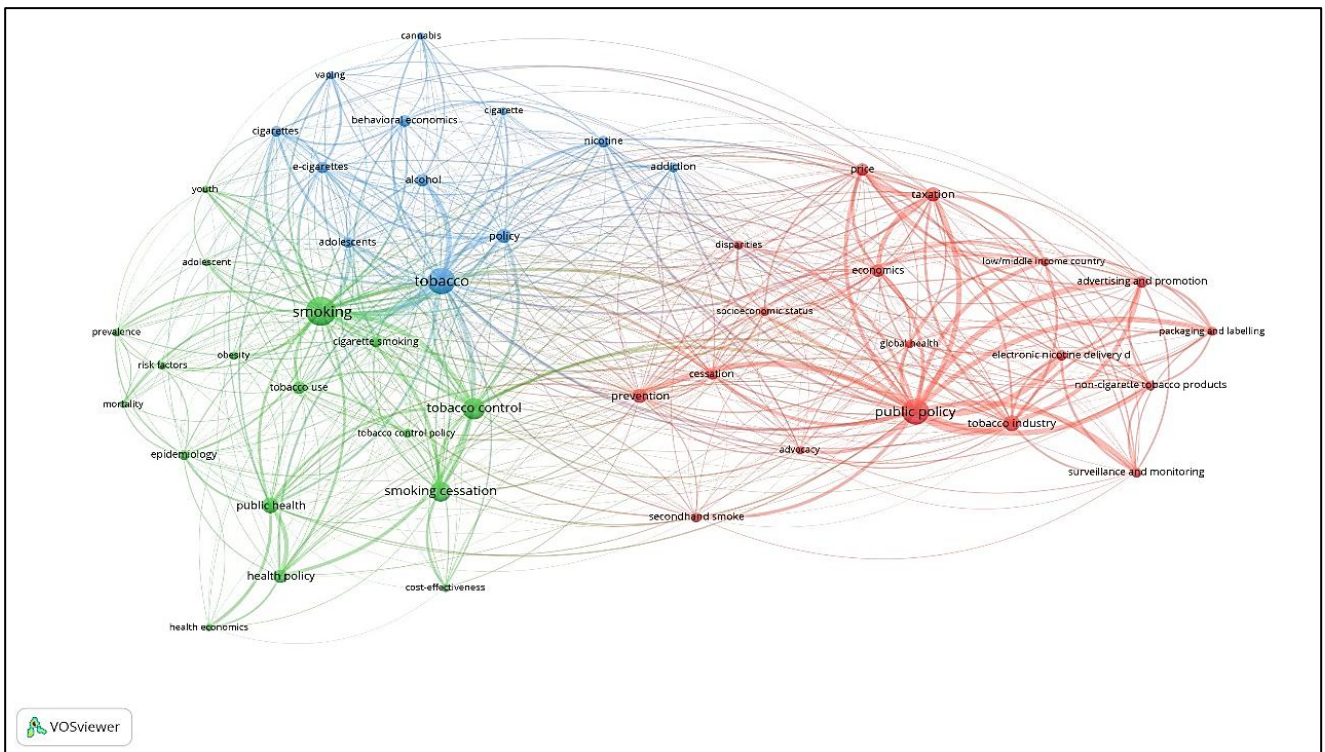 cannabis
vaping
cigarette
behavioral economics
cigarettes
nicotine
e-cigarettes
addiction
price
alcohol
youth
taxation
policy
adolescents
disparities
adolescent
low/middle income country
economics
tobacco
advertising and promotion
smoking
socioeconomic status
prevalence
packaging and labelling
cigarette smoking
global health
obesity
electronic nicotine delivery d
risk factors
cessation
non-cigarette tobacco products
tobacco use
prevention
mortality
tobacco control
public policy
tobacco industry
tobacco control policy
advocacy
epidemiology
surveillance and monitoring
smoking cessation
public health
secondhand smoke
health policy
cost-effectiveness
health economics
VOSviewer